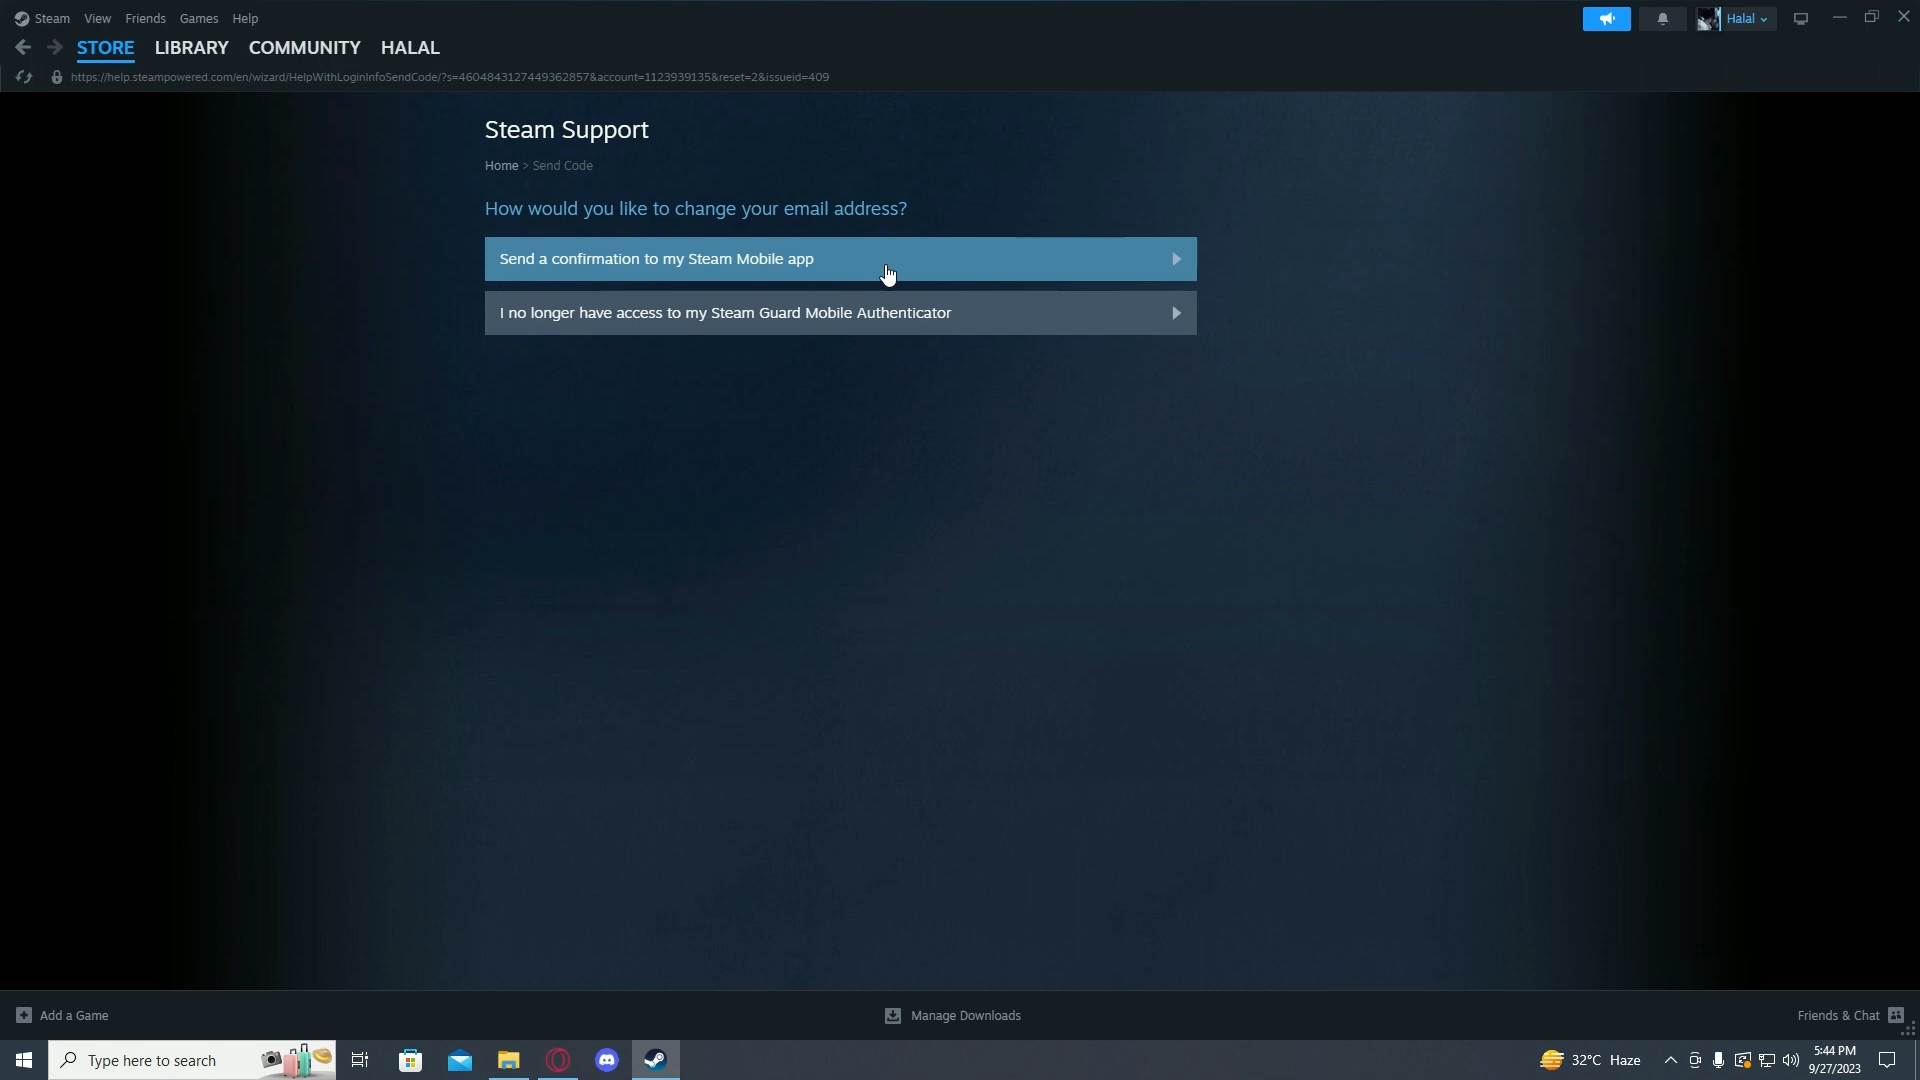 Steam View Friends Games Help
Halal
STORE LIBRARY COMMUNITY HALAL
https://help.steampowered.com/en/wizard/HelpWithLoginInfoSendCode/?s=4604843127449362857&account=1123939135&reset=2&issueid=409
Steam Support
Home > Send Code
How would you like to change your email address?
Send a confirmation to my Steam Mobile app
I no longer have access to my Steam Guard Mobile Authenticator
Add a Game
Manage Downloads
Friends & Chat
Type here to search
32°C Haze
5:44 PM
9/27/2023